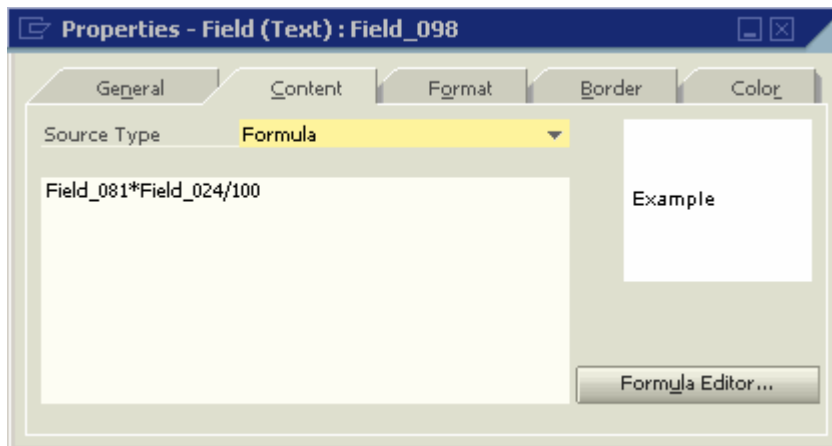 Properties - Field (Text) : Field_098
General Content Format Border Color
Source Type Formula
Field_081*Field_024/100
Example
Formula Editor...